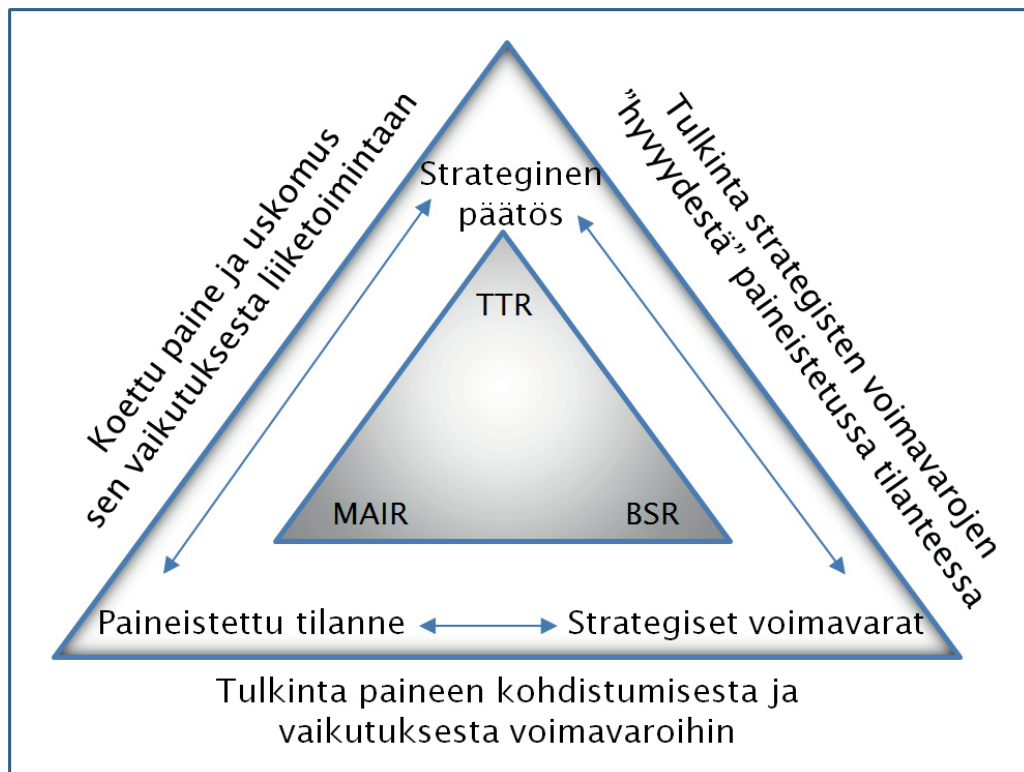 Koettu paine ja uskomus
sen vaikutuksesta liiketoimintaan
Tulkinta strategisten voimavarojen
”hyvyydestä” paineistetussa tilanteessa
Strateginen
päätös
TTR
MAIR
BSR
Paineistettu tilanne
Strategiset voimavarat
Tulkinta paineen kohdistumisesta ja
vaikutuksesta voimavaroihin